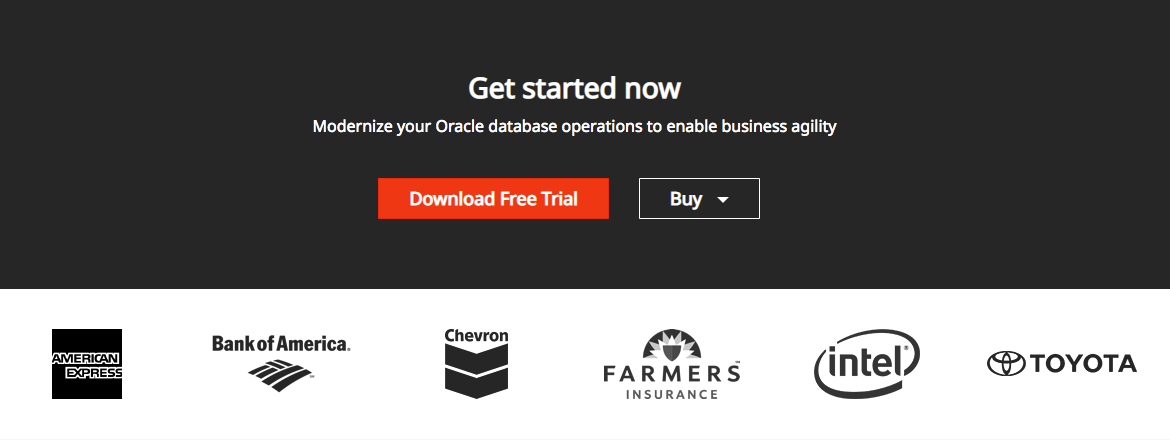 Get started now
Modernize your Oracle database operations to enable business agility
Download Free Trial
Buy
AMERICAN
EXPRESS
Bank of America.
Chevron
FARMERS™
INSURANCE
intel®
TOYOTA